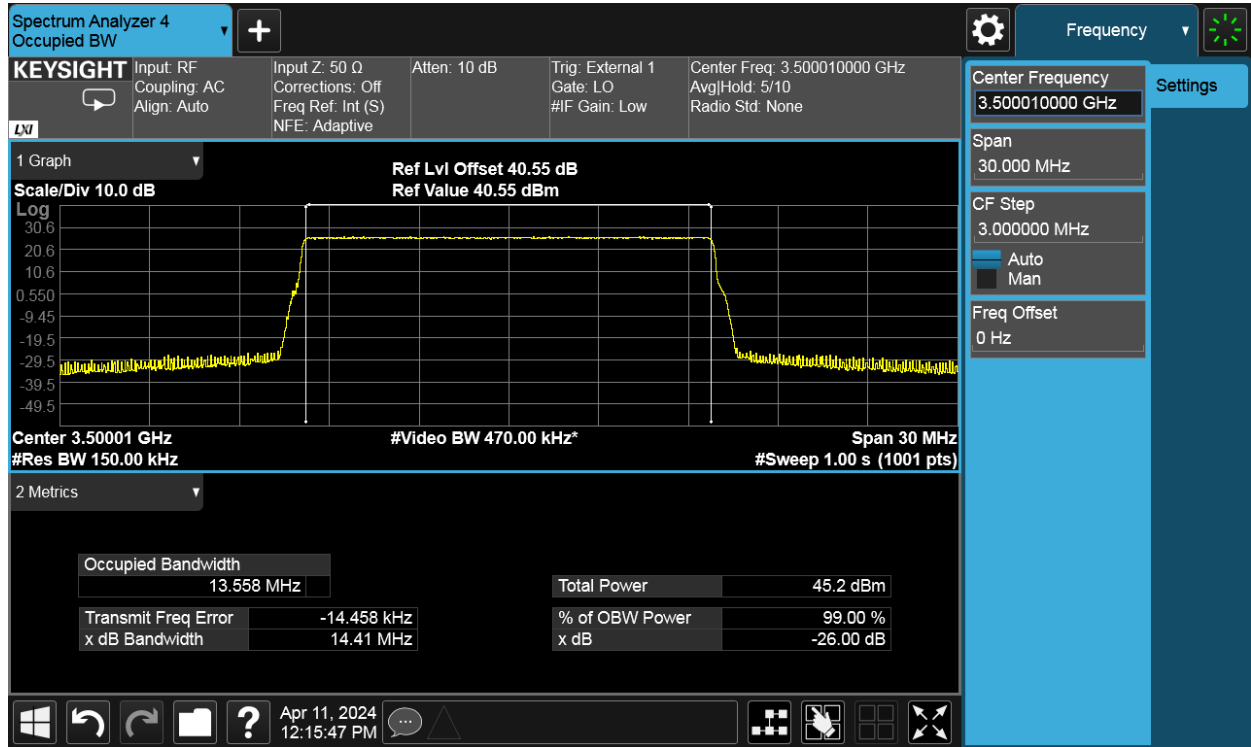 Spectrum Analyzer 4
Occupied BW
+
Frequency
KEYSIGHT
LXI
Input: RF
Coupling: AC
Align: Auto
Input Z: 50 Ω
Corrections: Off
Freq Ref: Int (S)
NFE: Adaptive
Atten: 10 dB
Trig: External 1
Gate: LO
#IF Gain: Low
Center Freq: 3.500010000 GHz
Avg|Hold: 5/10
Radio Std: None
Center Frequency
3.500010000 GHz
Settings
Span
30.000 MHz
CF Step
3.000000 MHz
Auto
Man
Freq Offset
0 Hz
1 Graph
Scale/Div 10.0 dB
Ref Lvl Offset 40.55 dB
Ref Value 40.55 dBm
Log
30.6
20.6
10.6
0.550
-9.45
-19.5
-29.5
-39.5
-49.5
Center 3.50001 GHz
#Video BW 470.00 kHz*
Span 30 MHz
#Res BW 150.00 kHz
#Sweep 1.00 s (1001 pts)
2 Metrics
Occupied Bandwidth
13.558 MHz
Total Power 45.2 dBm
Transmit Freq Error -14.458 kHz
% of OBW Power 99.00 %
x dB Bandwidth 14.41 MHz
x dB -26.00 dB
?
Apr 11, 2024
12:15:47 PM